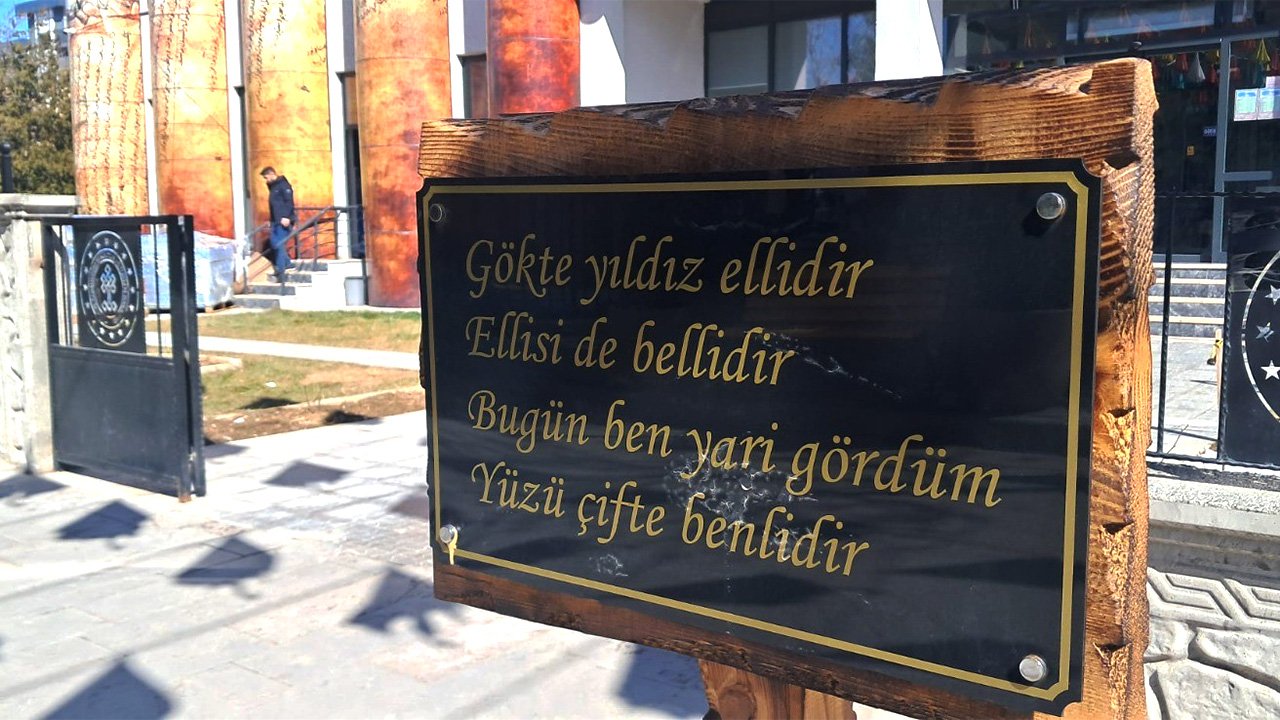 Gökte yıldız ellidir
Ellisi de bellidir
Bugün ben yari gördüm
Yüzü çifte benlidir